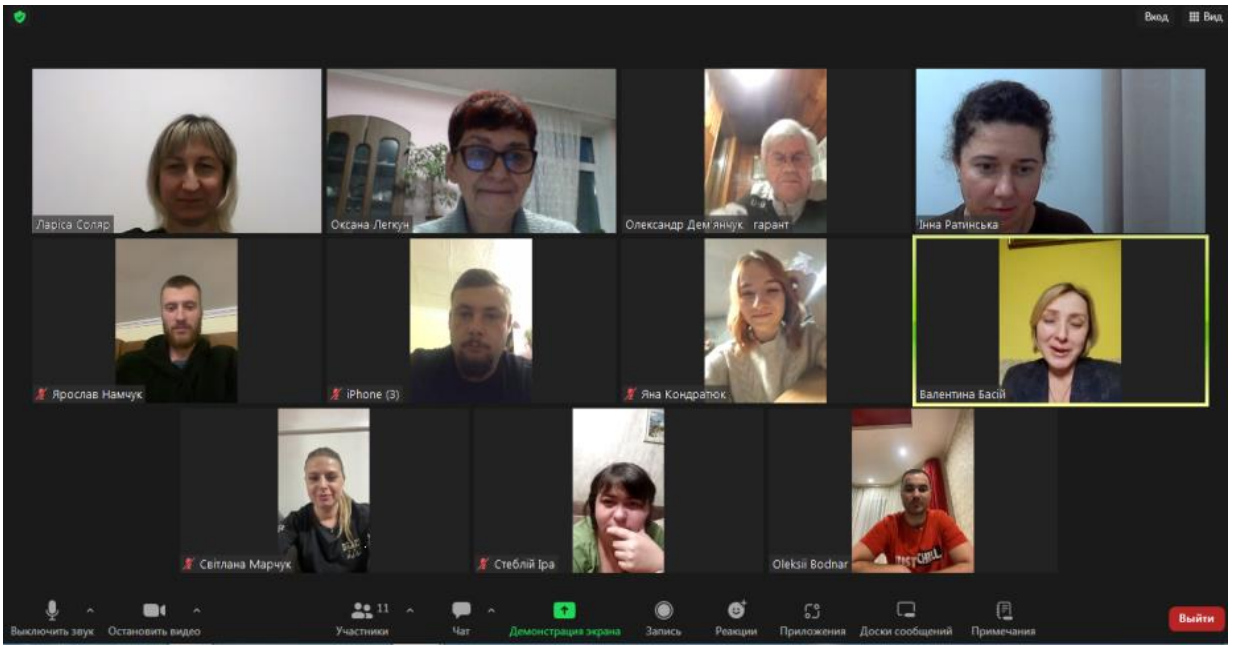 Вход Вид
Ларіса Соляр
Оксана Легкун
Олександр Дем'янчук гарант
Інна Ратинська
Ярослав Намчук
iPhone (3)
Яна Кондратюк
Валентина Басій
Світлана Марчук
Стеблій Іра
Oleksii Bodnar
CHILL
11
Выключить звук Остановить видео Участники Чат Демонстрация экрана Запись Реакции Приложения Доски сообщений Примечания Выйти